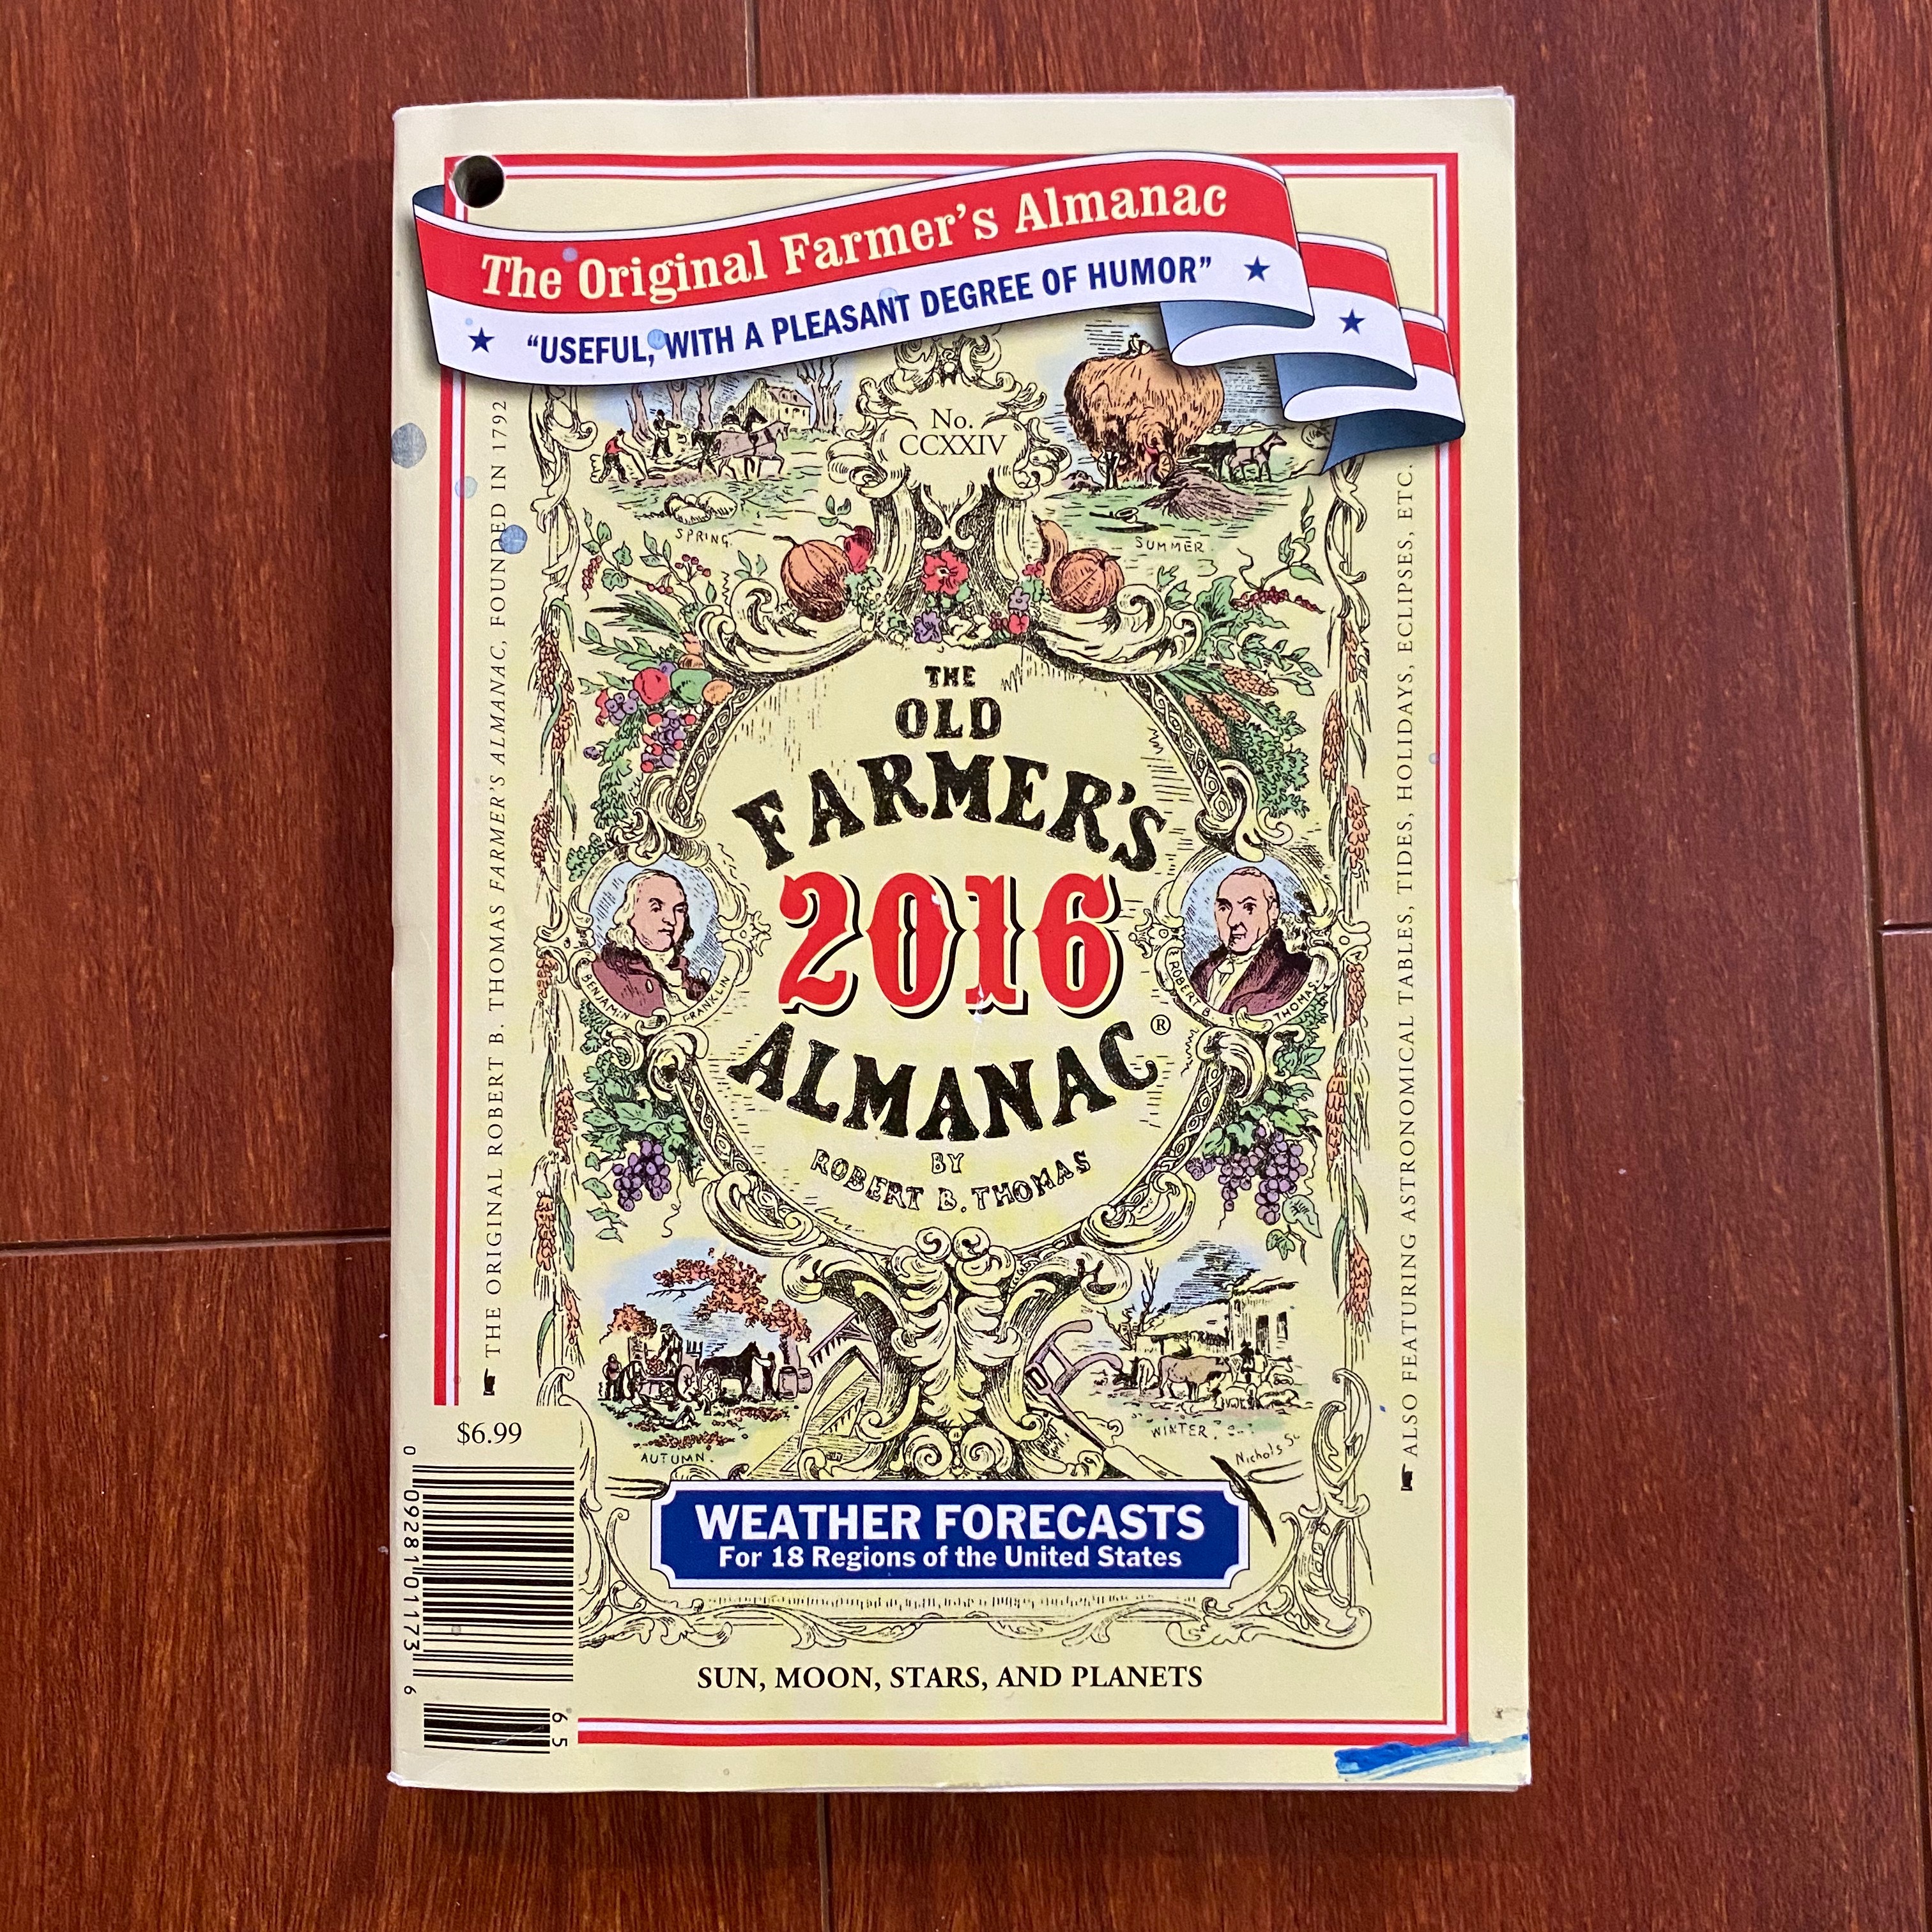 The Original Farmer's Almanac
"USEFUL, WITH A PLEASANT DEGREE OF HUMOR"
No.
CCXXIV
SPRING.
SUMMER.
THE ORIGINAL ROBERT B. THOMAS FARMER'S ALMANAC, FOUNDED IN 1792
ALSO FEATURING ASTRONOMICAL TABLES, TIDES, HOLIDAYS, ECLIPSES, ETC.
THE
OLD
FARMER'S
2016
ALMANAC®
BENJAMIN FRANKLIN
ROBERT B. THOMAS.
BY
ROBERT B. THOMAS
AUTUMN.
WINTER.
$6.99
WEATHER FORECASTS
For 18 Regions of the United States
SUN, MOON, STARS, AND PLANETS
0 09281 01173 6
65